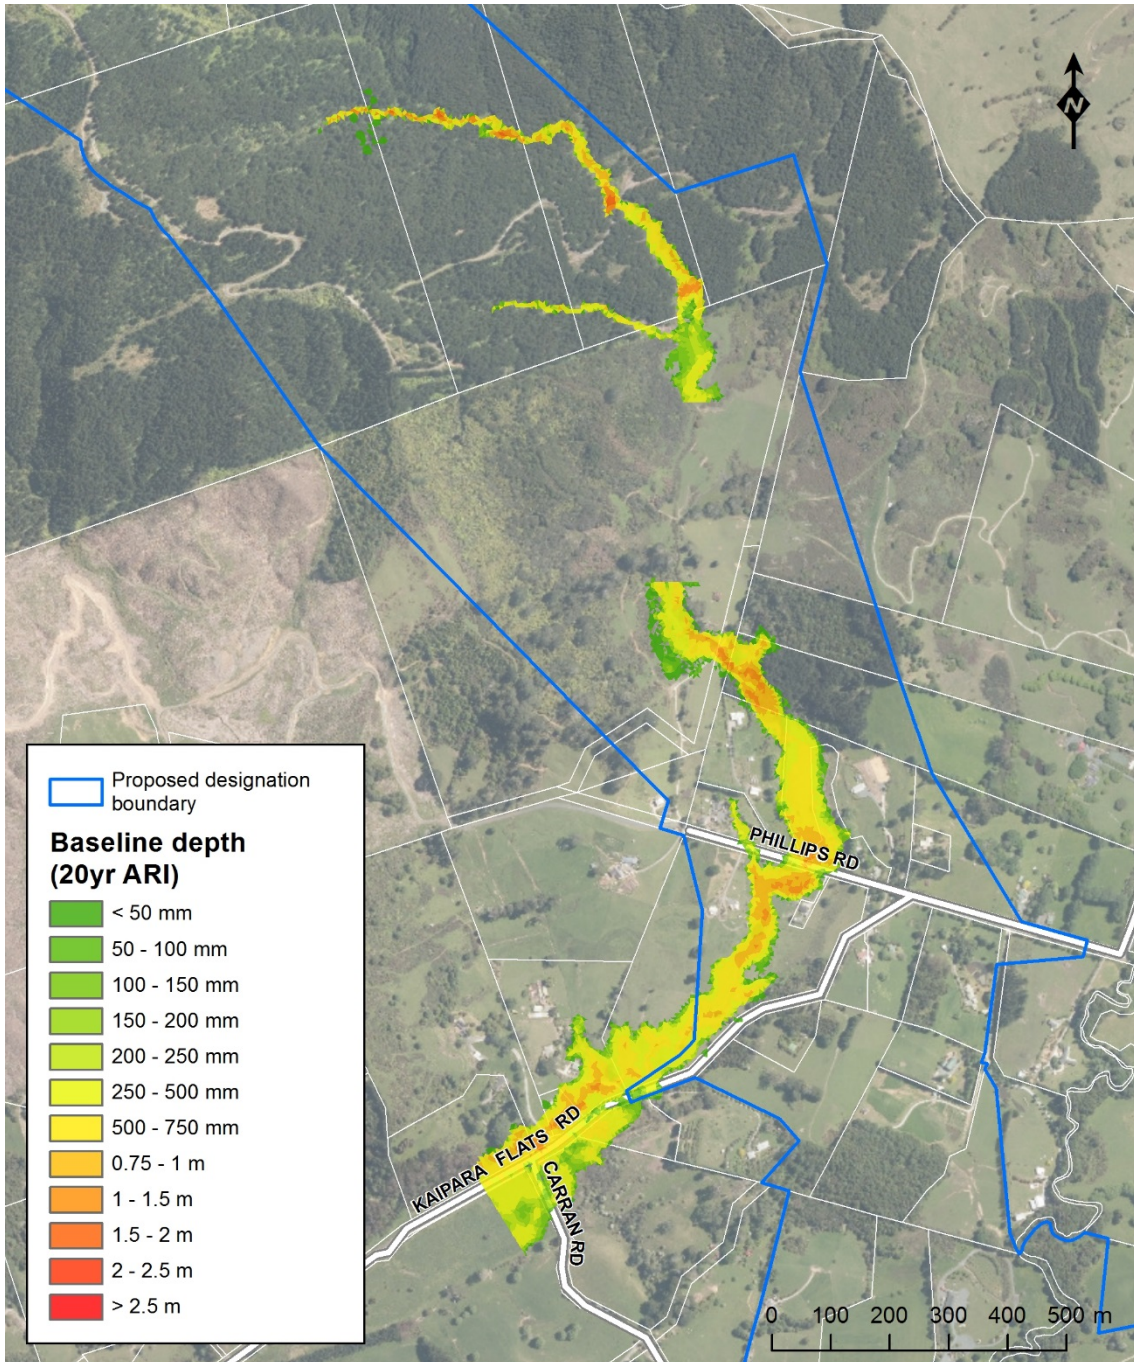 N
PHILLIPS RD
KAIPARA FLATS RD
CARRAN RD
Proposed designation
boundary
Baseline depth
(20yr ARI)
< 50 mm
50 - 100 mm
100 - 150 mm
150 - 200 mm
200 - 250 mm
250 - 500 mm
500 - 750 mm
0.75 - 1 m
1 - 1.5 m
1.5 - 2 m
2 - 2.5 m
> 2.5 m
0 100 200 300 400 500 m